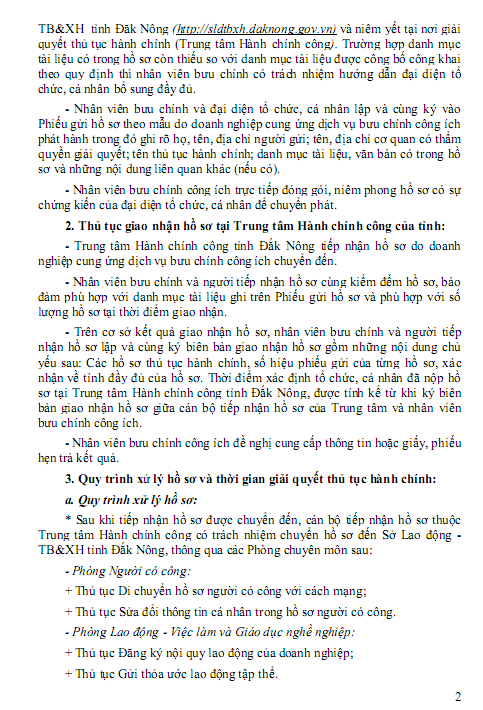 TB&XH tỉnh Đăk Nông (http://sldtbxh.daknong.gov.vn) và niêm yết tại nơi giải
quyết thủ tục hành chính (Trung tâm Hành chính công). Trường hợp danh mục
tài liệu có trong hồ sơ còn thiếu so với danh mục tài liệu được công bố công khai
theo quy định thì nhân viên bưu chính có trách nhiệm hướng dẫn đại diện tổ
chức, cá nhân bổ sung đầy đủ.
- Nhân viên bưu chính và đại diện tổ chức, cá nhân lập và cùng ký vào
Phiếu gửi hồ sơ theo mẫu do doanh nghiệp cung ứng dịch vụ bưu chính công ích
phát hành trong đó ghi rõ họ, tên, địa chỉ người gửi; tên, địa chỉ cơ quan có thẩm
quyền giải quyết; tên thủ tục hành chính; danh mục tài liệu, văn bản có trong hồ
sơ và những nội dung liên quan khác (nếu có).
- Nhân viên bưu chính công ích trực tiếp đóng gói, niêm phong hồ sơ có sự
chứng kiến của đại diện tổ chức, cá nhân để chuyển phát.
2. Thủ tục giao nhận hồ sơ tại Trung tâm Hành chính công của tỉnh:
- Trung tâm Hành chính công tỉnh Đắk Nông tiếp nhận hồ sơ do doanh
nghiệp cung ứng dịch vụ bưu chính công ích chuyển đến.
- Nhân viên bưu chính và người tiếp nhận hồ sơ cùng kiểm đếm hồ sơ, bảo
đảm phù hợp với danh mục tài liệu ghi trên Phiếu gửi hồ sơ và phù hợp với số
lượng hồ sơ tại thời điểm giao nhận.
- Trên cơ sở kết quả giao nhận hồ sơ, nhân viên bưu chính và người tiếp
nhận hồ sơ lập và cùng ký biên bản giao nhận hồ sơ gồm những nội dung chủ
yếu sau: Các hồ sơ thủ tục hành chính, số hiệu phiếu gửi của từng hồ sơ, xác
nhận về tính đầy đủ của hồ sơ. Thời điểm xác định tổ chức, cá nhân đã nộp hồ
sơ tại Trung tâm Hành chính công tỉnh Đắk Nông, được tính kể từ khi ký biên
bản giao nhận hồ sơ giữa cán bộ tiếp nhận hồ sơ của Trung tâm và nhân viên
bưu chính công ích.
- Nhân viên bưu chính công ích đề nghị cung cấp thông tin hoặc giấy, phiếu
hẹn trả kết quả.
3. Quy trình xử lý hồ sơ và thời gian giải quyết thủ tục hành chính:
a. Quy trình xử lý hồ sơ:
* Sau khi tiếp nhận hồ sơ được chuyển đến, cán bộ tiếp nhận hồ sơ thuộc
Trung tâm Hành chính công có trách nhiệm chuyển hồ sơ đến Sở Lao động -
TB&XH tỉnh Đắk Nông, thông qua các Phòng chuyên môn sau:
- Phòng Người có công:
+ Thủ tục Di chuyển hồ sơ người có công với cách mạng;
+ Thủ tục Sửa đổi thông tin cá nhân trong hồ sơ người có công.
- Phòng Lao động - Việc làm và Giáo dục nghề nghiệp:
+ Thủ tục Đăng ký nội quy lao động của doanh nghiệp;
+ Thủ tục Gửi thỏa ước lao động tập thể.
2